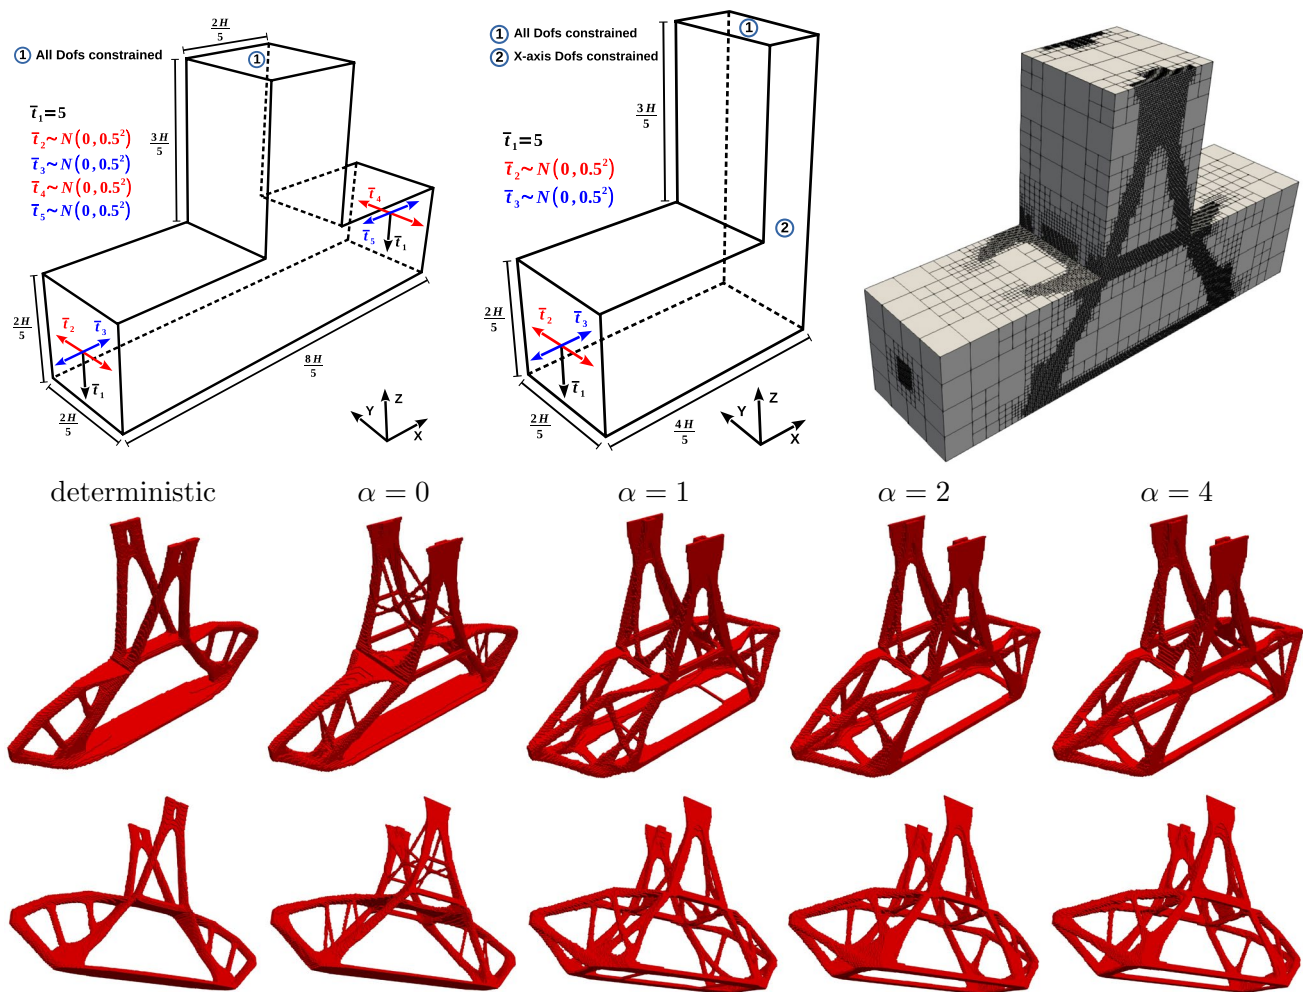 2H/5
① All Dofs constrained
①
t̄₁=5
t̄₂~N(0,0.5²)
t̄₃~N(0,0.5²)
t̄₄~N(0,0.5²)
t̄₅~N(0,0.5²)
3H/5
t̄₄
t̄₅
t̄₁
2H/5
t̄₂
t̄₃
t̄₁
2H/5
8H/5
Z
Y
X
① All Dofs constrained
② X-axis Dofs constrained
①
3H/5
t̄₁=5
t̄₂~N(0,0.5²)
t̄₃~N(0,0.5²)
②
2H/5
t̄₂
t̄₃
t̄₁
2H/5
4H/5
Z
Y
X
deterministic
α = 0
α = 1
α = 2
α = 4